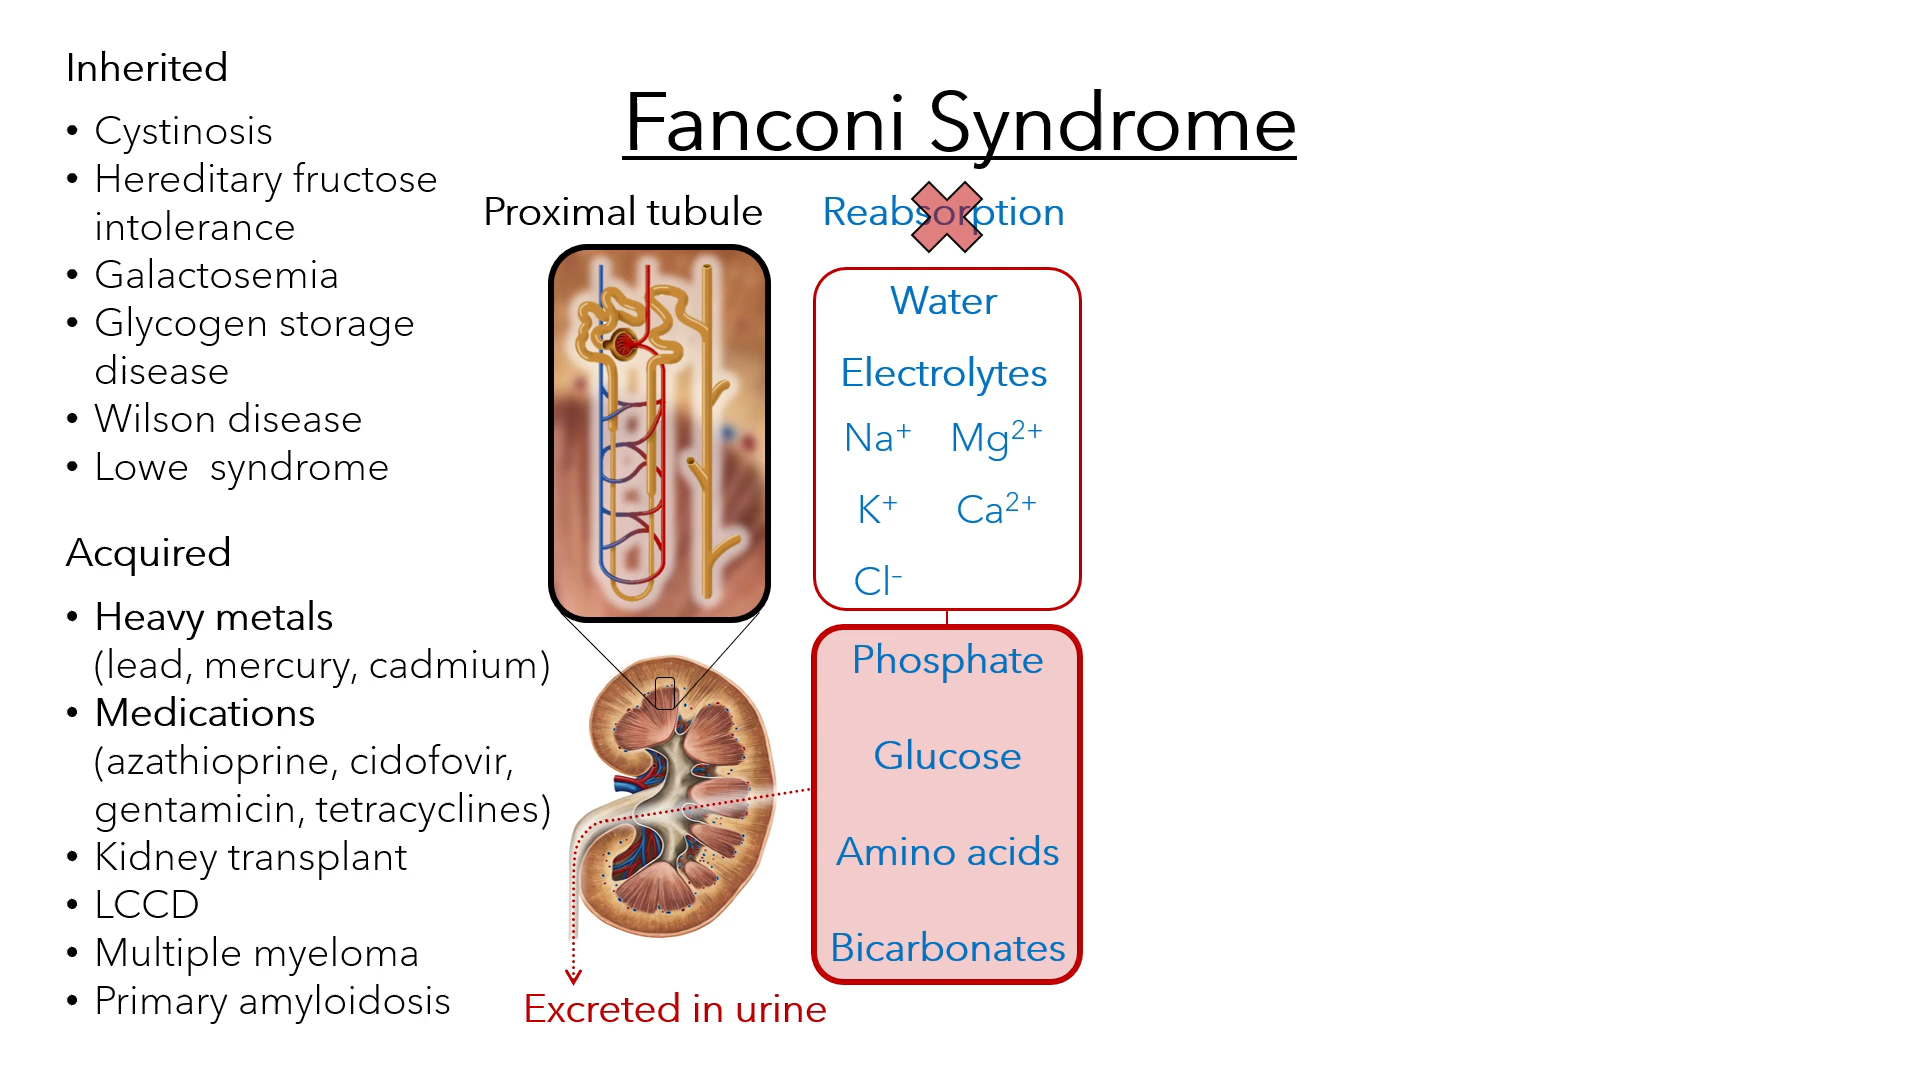 Inherited
• Cystinosis
• Hereditary fructose
intolerance
• Galactosemia
• Glycogen storage
disease
• Wilson disease
• Lowe  syndrome
Acquired
• Heavy metals
(lead, mercury, cadmium)
• Medications
(azathioprine, cidofovir,
gentamicin, tetracyclines)
• Kidney transplant
• LCCD
• Multiple myeloma
• Primary amyloidosis
Fanconi Syndrome
Proximal tubule
Reabsorption
Water
Electrolytes
Na⁺ Mg²⁺
K⁺ Ca²⁺
Cl⁻
Phosphate
Glucose
Amino acids
Bicarbonates
Excreted in urine